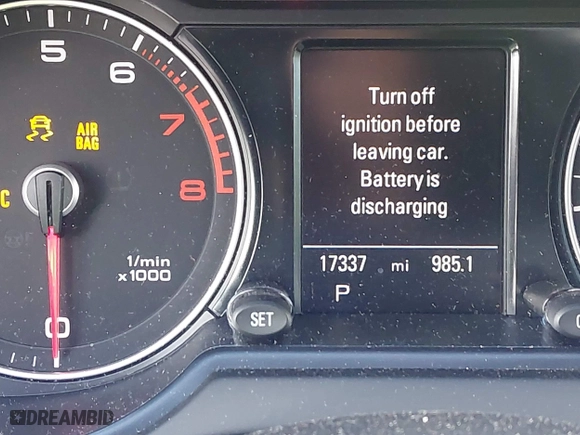 5
6
7
8
AIR
BAG
C
1/min
x1000
0
SET
Turn off
ignition before
leaving car.
Battery is
discharging
17337 mi 985.1
P
DREAMBID